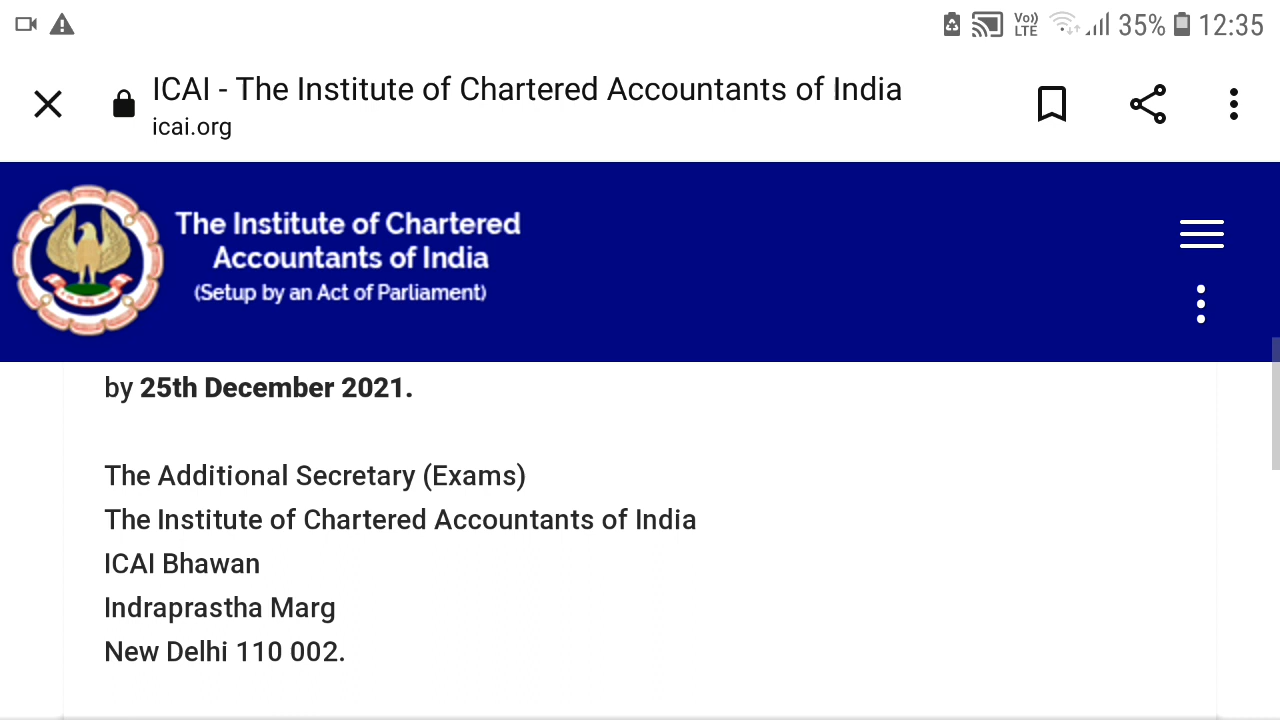 Vo))
LTE
35%
12:35
ICAI - The Institute of Chartered Accountants of India
icai.org
The Institute of Chartered
Accountants of India
(Setup by an Act of Parliament)
by 25th December 2021.
The Additional Secretary (Exams)
The Institute of Chartered Accountants of India
ICAI Bhawan
Indraprastha Marg
New Delhi 110 002.